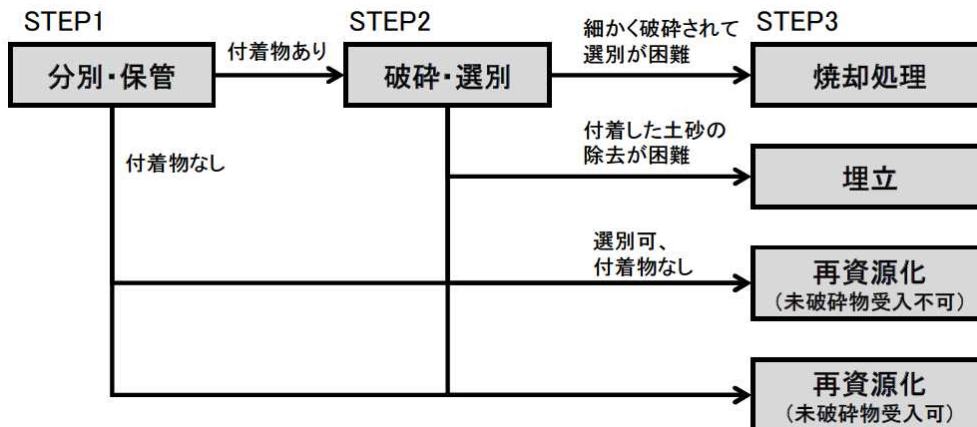 STEP1
STEP2
STEP3
分別・保管
付着物あり
破砕・選別
細かく破砕されて
選別が困難
焼却処理
付着物なし
付着した土砂の
除去が困難
埋立
選別可、
付着物なし
再資源化
（未破砕物受入不可）
再資源化
（未破砕物受入可）